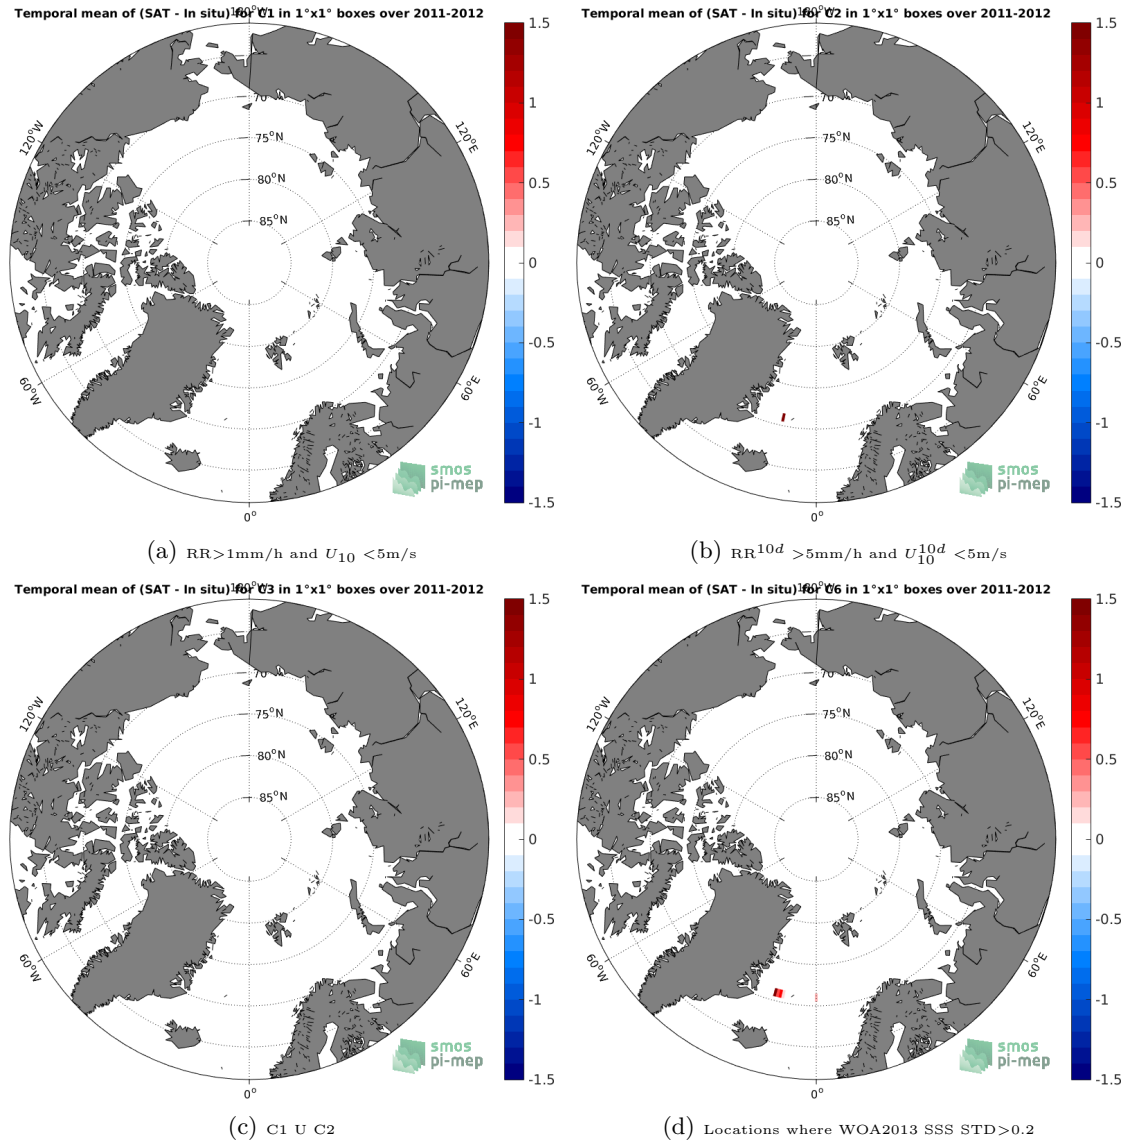 Temporal mean of (SAT - In situ) for C1 in 1°x1° boxes over 2011-2012
180°W
120°W
120°E
70
75°N
80°N
85°N
60°W
60°E
0°
1.5
1
0.5
0
-0.5
-1
-1.5
smos
pi-mep
(a) RR>1mm/h and U10 <5m/s
Temporal mean of (SAT - In situ) for C2 in 1°x1° boxes over 2011-2012
180°W
120°W
120°E
70
75°N
80°N
85°N
60°W
60°E
0°
1.5
1
0.5
0
-0.5
-1
-1.5
smos
pi-mep
(b) RR^10d >5mm/h and U10^10d <5m/s
Temporal mean of (SAT - In situ) for C3 in 1°x1° boxes over 2011-2012
180°W
120°W
120°E
70
75°N
80°N
85°N
60°W
60°E
0°
1.5
1
0.5
0
-0.5
-1
-1.5
smos
pi-mep
(c) C1 U C2
Temporal mean of (SAT - In situ) for C6 in 1°x1° boxes over 2011-2012
180°W
120°W
120°E
70
75°N
80°N
85°N
60°W
60°E
0°
1.5
1
0.5
0
-0.5
-1
-1.5
smos
pi-mep
(d) Locations where WOA2013 SSS STD>0.2